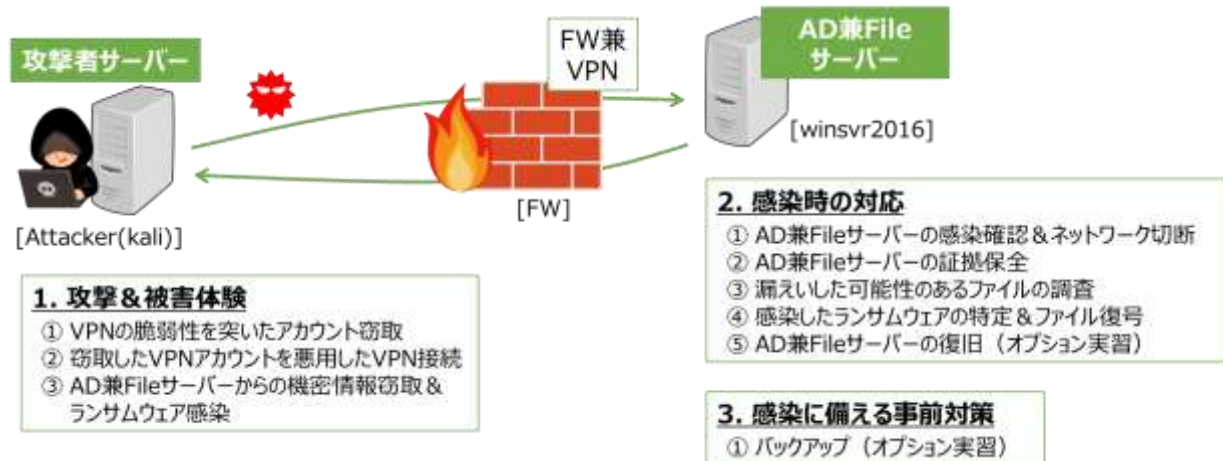 攻撃者サーバー
[Attacker(kali)]
FW兼
VPN
[FW]
AD兼File
サーバー
[winsvr2016]
1. 攻撃&被害体験
① VPNの脆弱性を突いたアカウント窃取
② 窃取したVPNアカウントを悪用したVPN接続
③ AD兼Fileサーバーからの機密情報窃取&
ランサムウェア感染
2. 感染時の対応
① AD兼Fileサーバーの感染確認&ネットワーク切断
② AD兼Fileサーバーの証拠保全
③ 漏えいした可能性のあるファイルの調査
④ 感染したランサムウェアの特定&ファイル復号
⑤ AD兼Fileサーバーの復旧（オプション実習）
3. 感染に備える事前対策
① バックアップ（オプション実習）